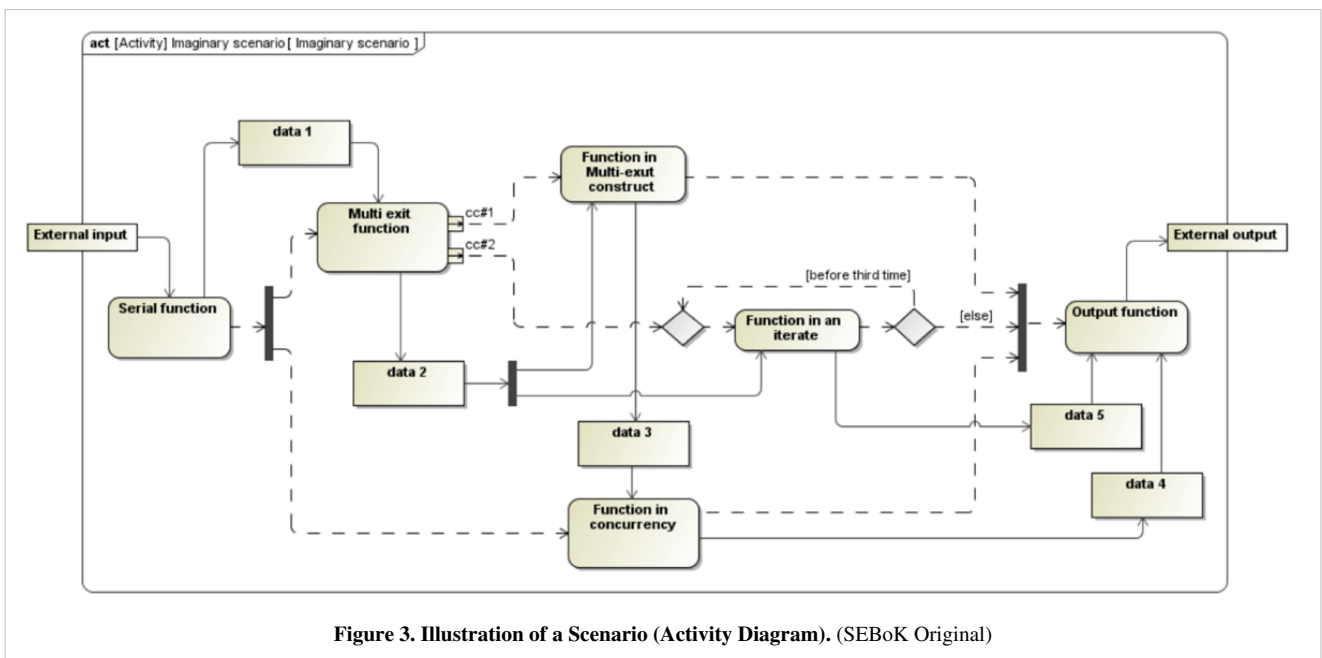 act [Activity] Imaginary scenario[ Imaginary scenario ]
data 1
Function in
Multi-exut
construct
Multi exit
function
cc#1
cc#2
External input
External output
Serial function
[before third time]
Function in an
iterate
[else]
Output function
data 2
data 3
data 5
data 4
Function in
concurrency
Figure 3. Illustration of a Scenario (Activity Diagram). (SEBoK Original)